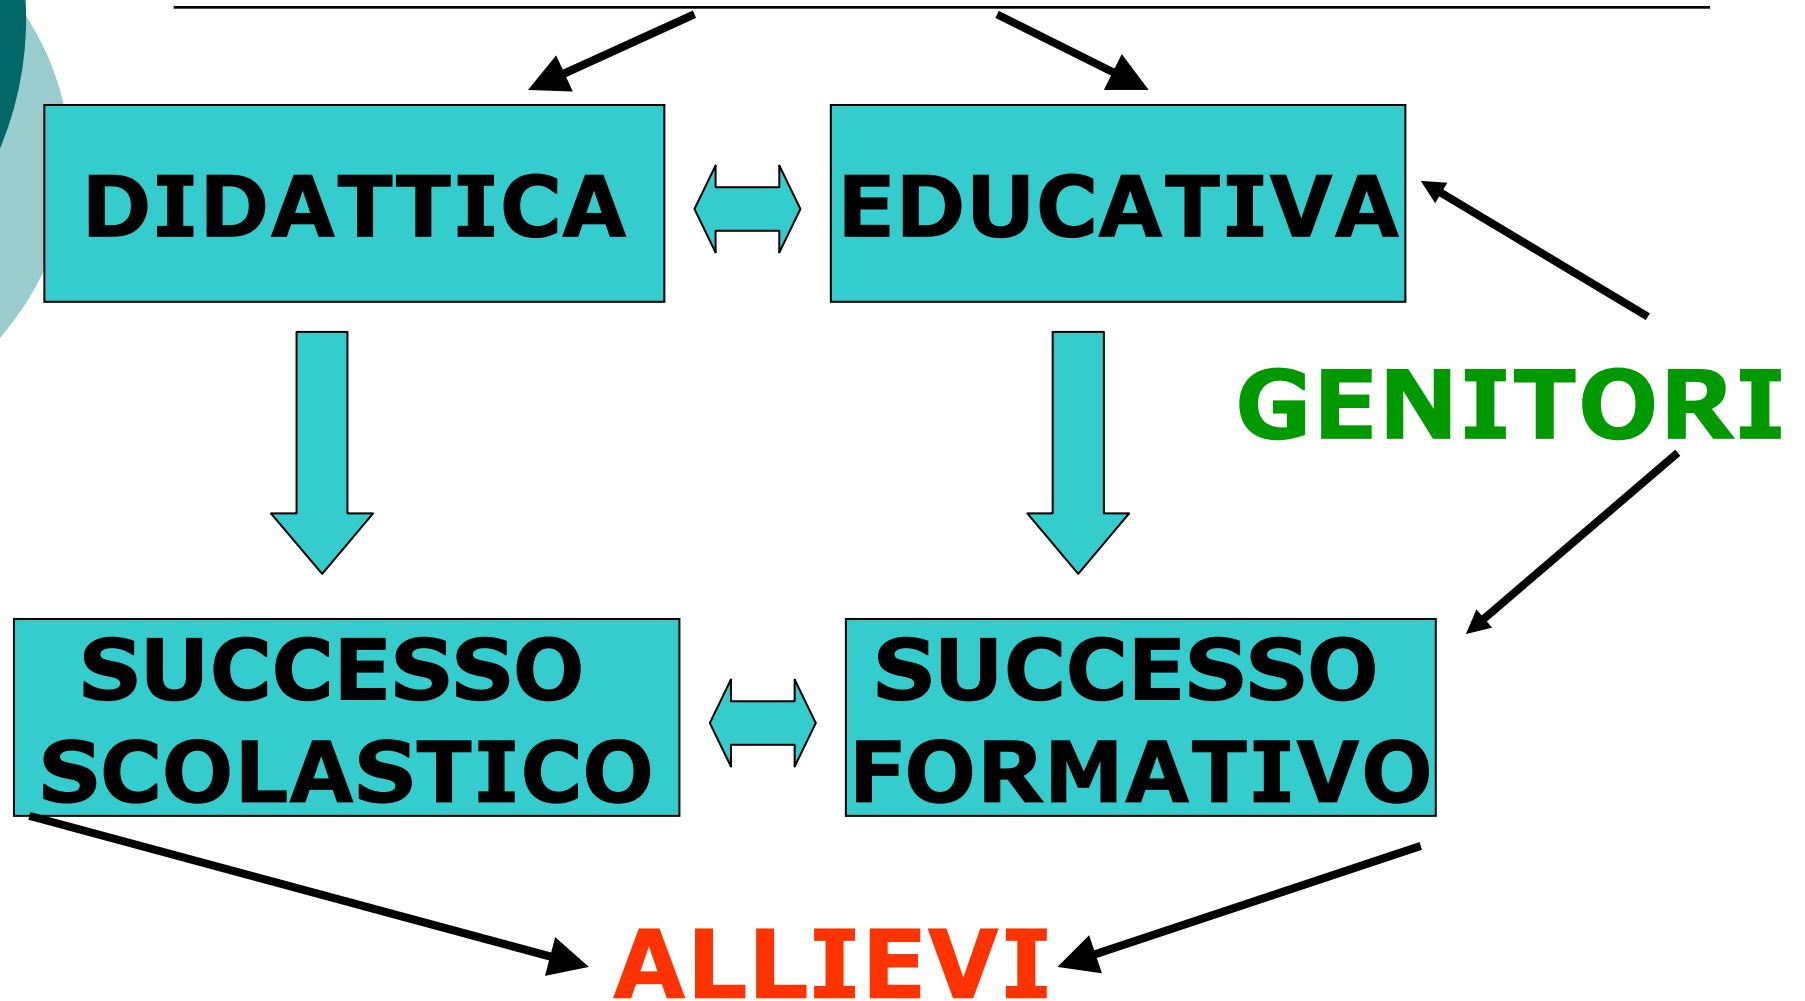 DIDATTICA
EDUCATIVA
GENITORI
SUCCESSO
SCOLASTICO
SUCCESSO
FORMATIVO
ALLIEVI